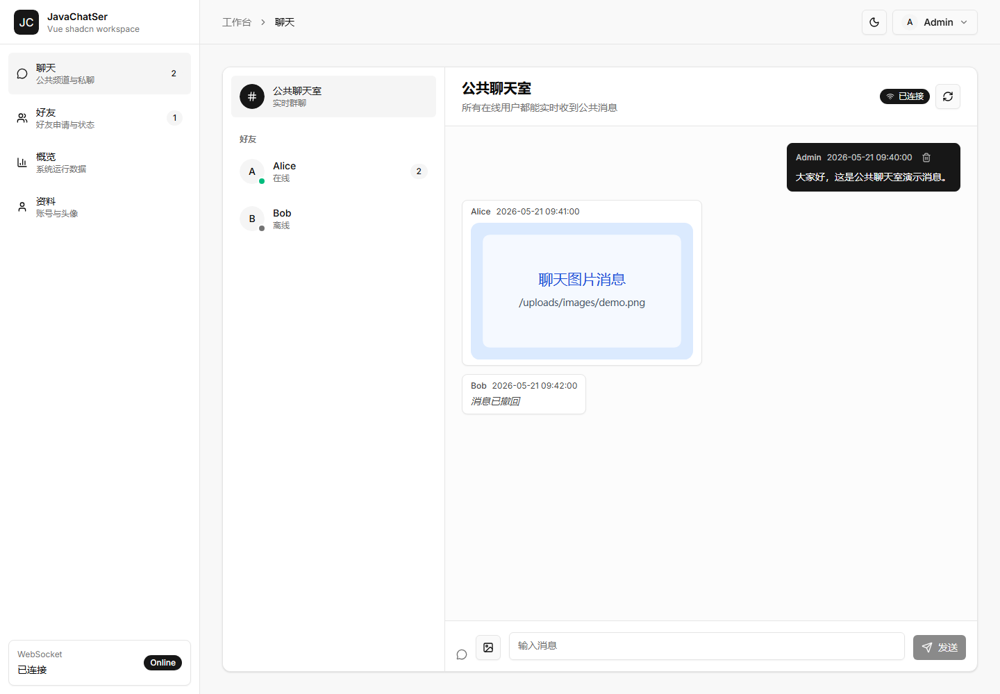 JC
JavaChatSer
Vue shadcn workspace
聊天
公共频道与私聊
2
好友
好友申请与状态
1
概览
系统运行数据
资料
账号与头像
WebSocket
已连接
Online
工作台
聊天
A
Admin
公共聊天室
实时群聊
好友
A
Alice
在线
2
B
Bob
离线
公共聊天室
所有在线用户都能实时收到公共消息
已连接
Admin 2026-05-21 09:40:00
大家好，这是公共聊天室演示消息。
Alice 2026-05-21 09:41:00
聊天图片消息
/uploads/images/demo.png
Bob 2026-05-21 09:42:00
消息已撤回
输入消息
发送